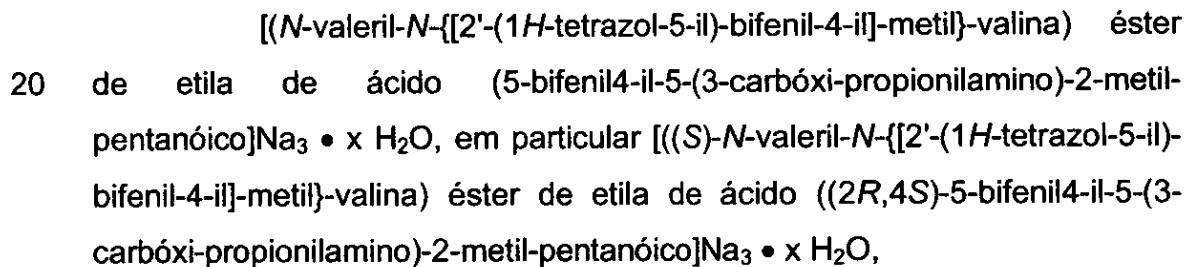 [(N-valeril-N-{[2'-(1H-tetrazol-5-il)-bifenil-4-il]-metil}-valina) éster
20 de etila de ácido (5-bifenil4-il-5-(3-carbóxi-propionilamino)-2-metil-
pentanóico]Na₃ • x H₂O, em particular [((S)-N-valeril-N-{[2'-(1H-tetrazol-5-il)-
bifenil-4-il]-metil}-valina) éster de etila de ácido ((2R,4S)-5-bifenil4-il-5-(3-
carbóxi-propionilamino)-2-metil-pentanóico]Na₃ • x H₂O,